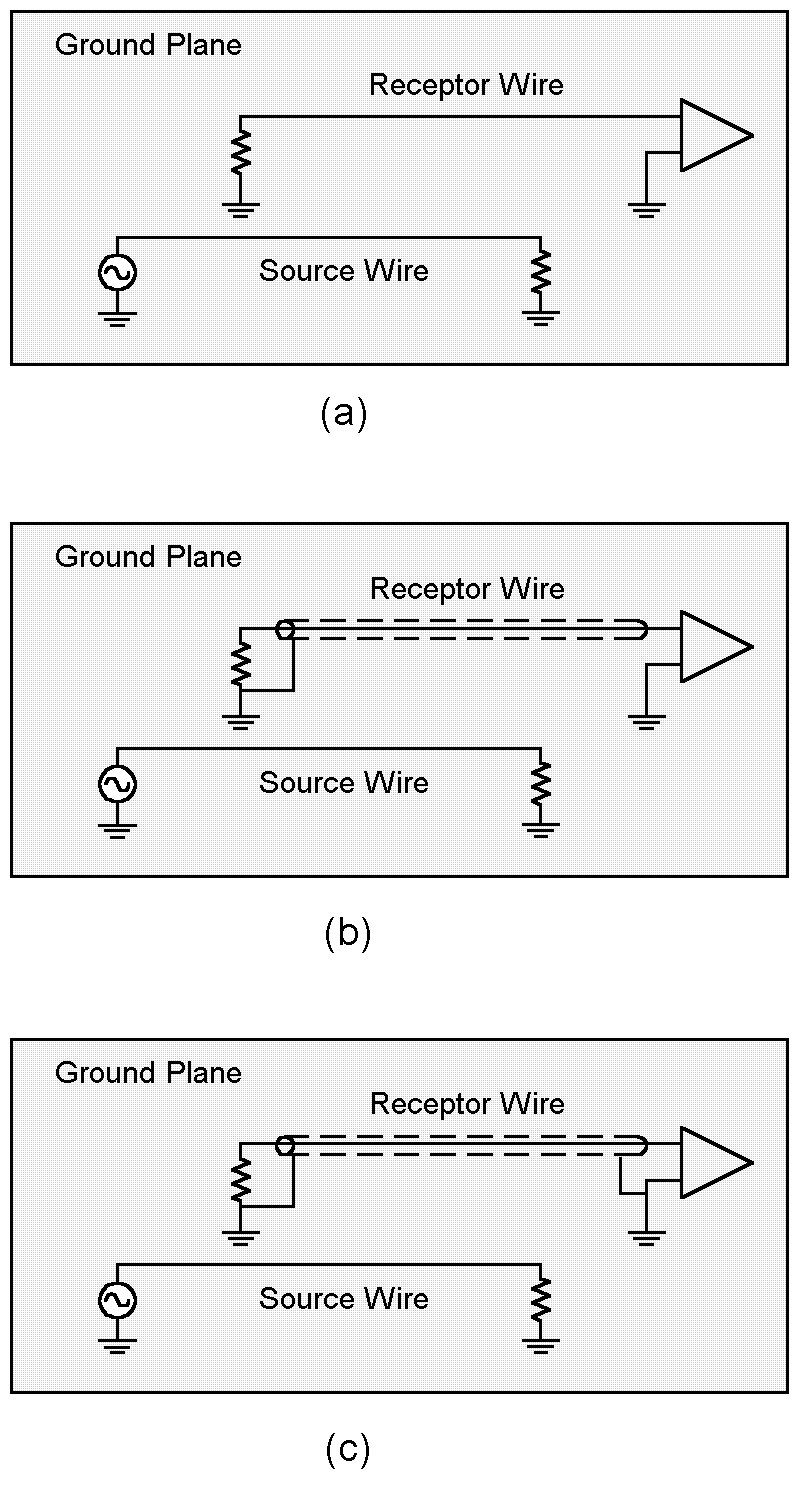 Ground Plane
Receptor Wire
Source Wire
(a)
Ground Plane
Receptor Wire
Source Wire
(b)
Ground Plane
Receptor Wire
Source Wire
(c)